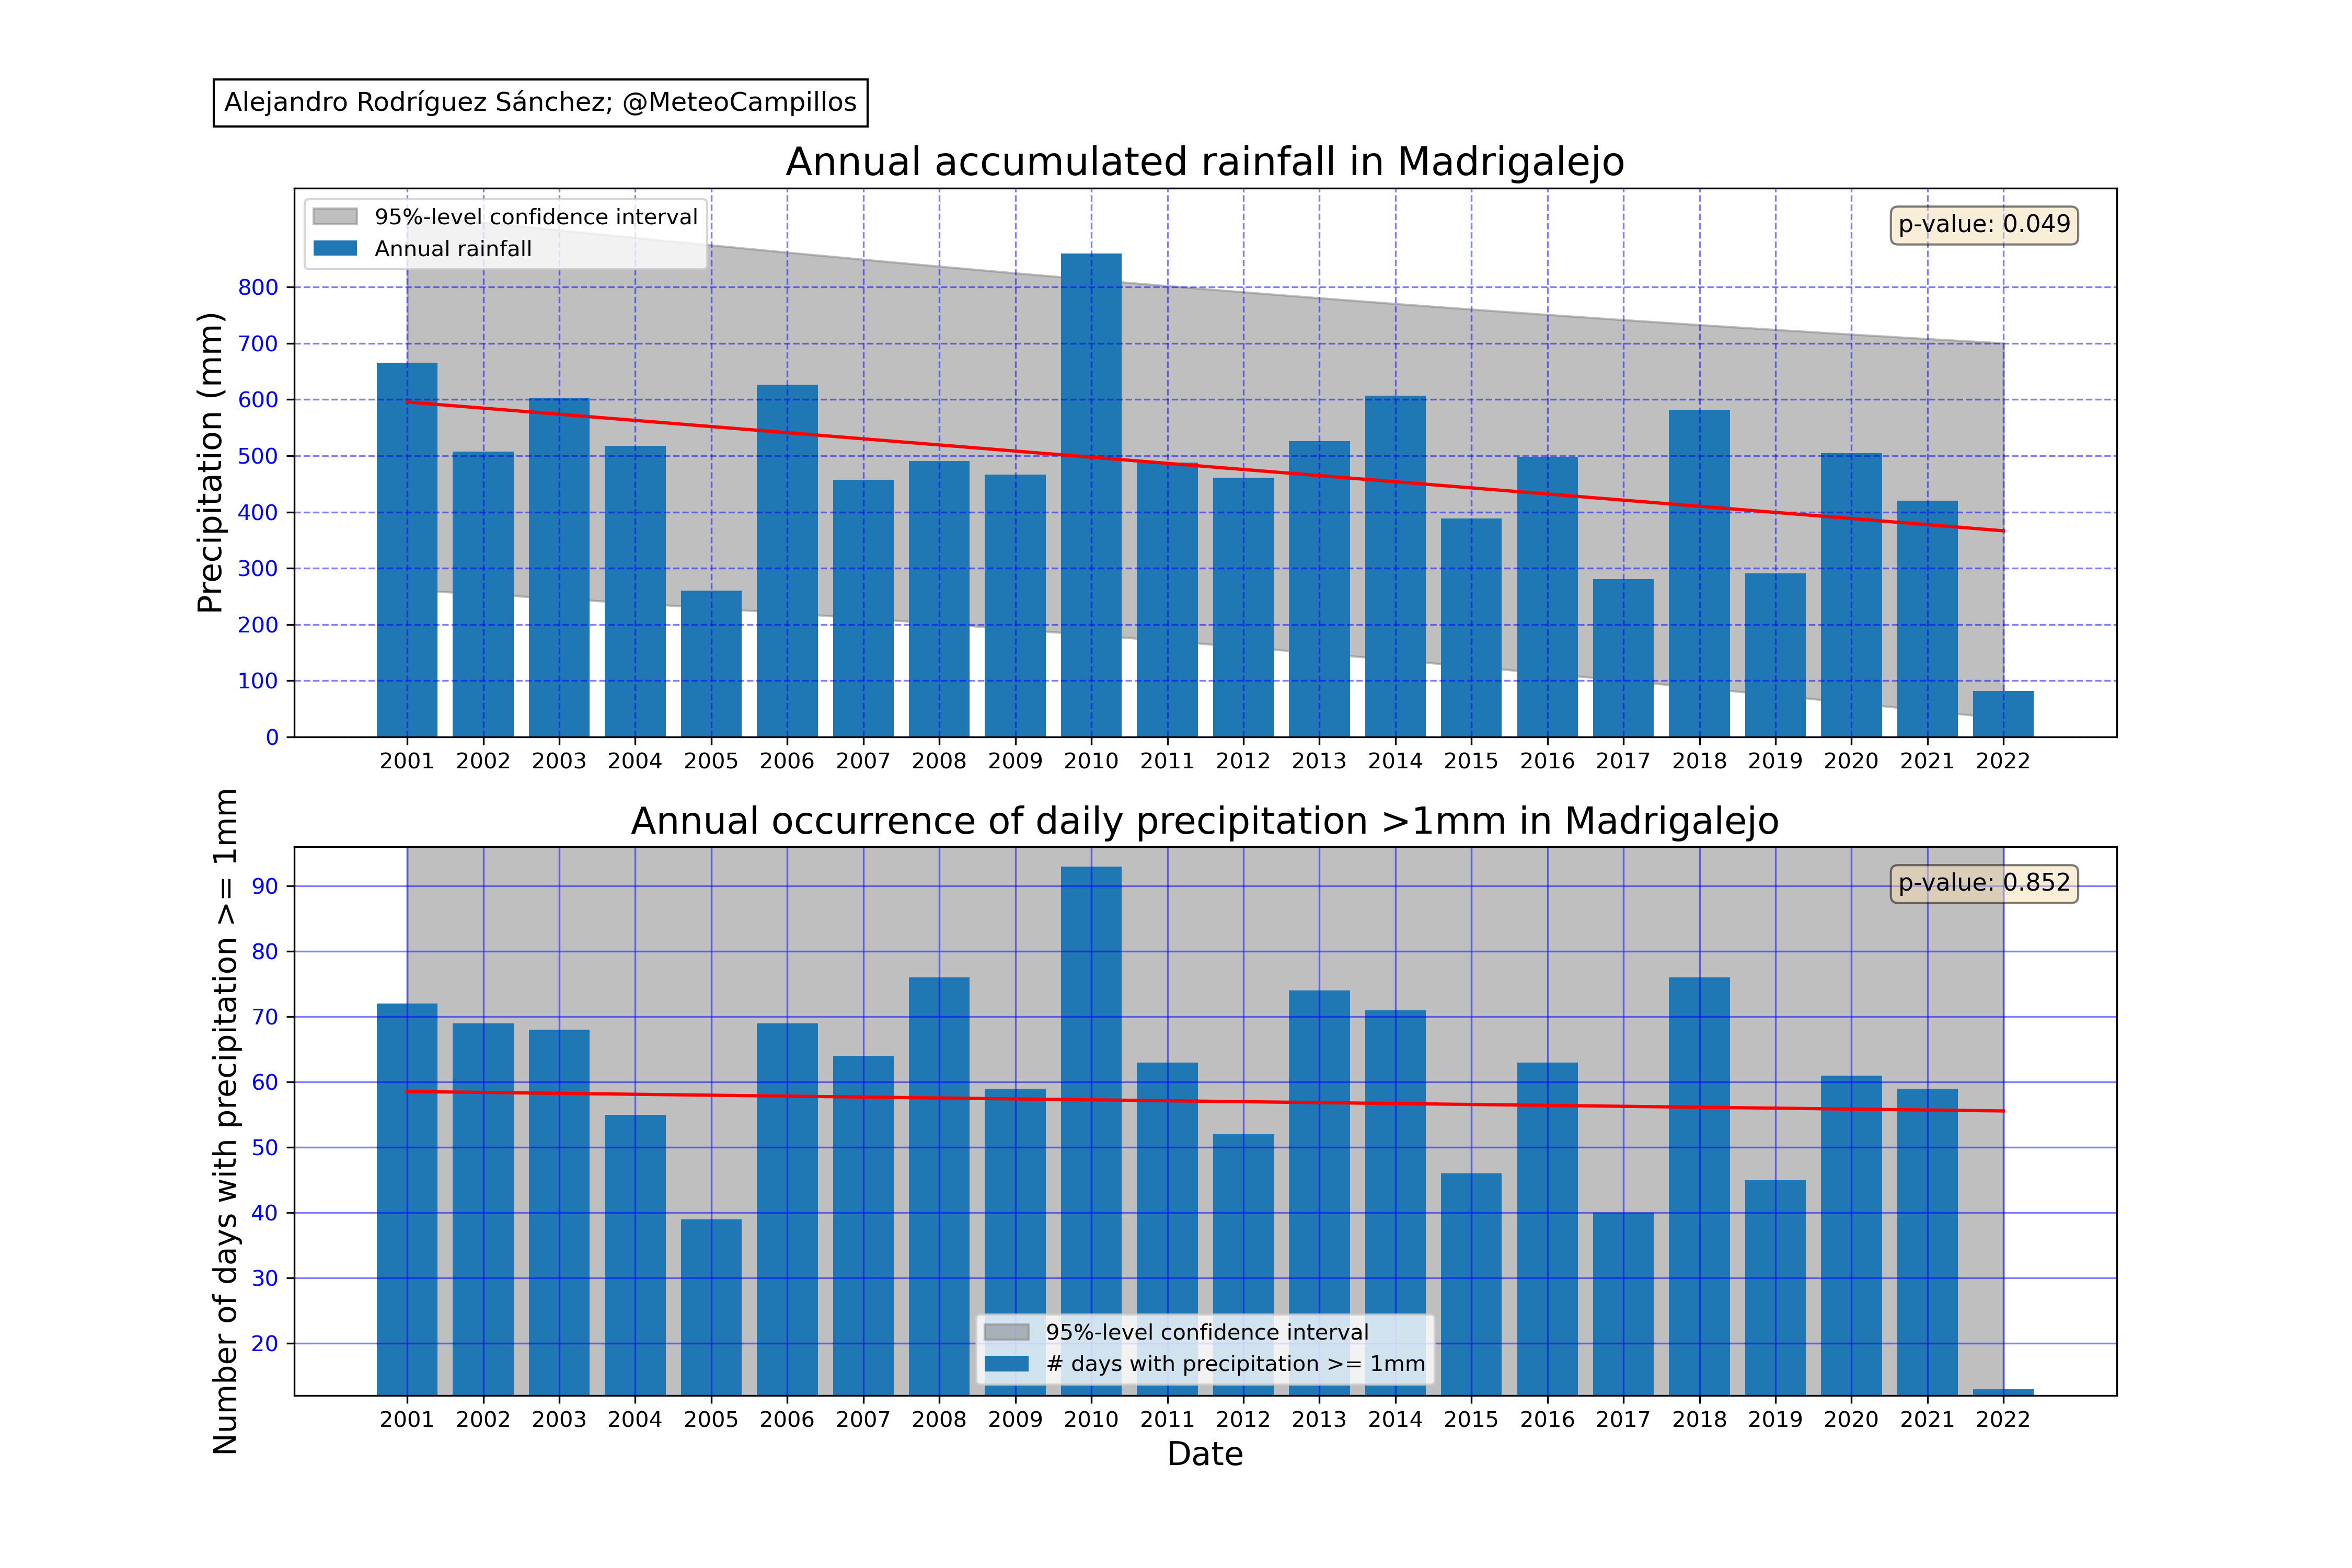 Alejandro Rodríguez Sánchez; @MeteoCampillos
Annual accumulated rainfall in Madrigalejo
95%-level confidence interval
Annual rainfall
p-value: 0.049
Precipitation (mm)
800
700
600
500
400
300
200
100
0
2001 2002 2003 2004 2005 2006 2007 2008 2009 2010 2011 2012 2013 2014 2015 2016 2017 2018 2019 2020 2021 2022
Annual occurrence of daily precipitation >1mm in Madrigalejo
p-value: 0.852
Number of days with precipitation >= 1mm
90
80
70
60
50
40
30
20
95%-level confidence interval
# days with precipitation >= 1mm
2001 2002 2003 2004 2005 2006 2007 2008 2009 2010 2011 2012 2013 2014 2015 2016 2017 2018 2019 2020 2021 2022
Date